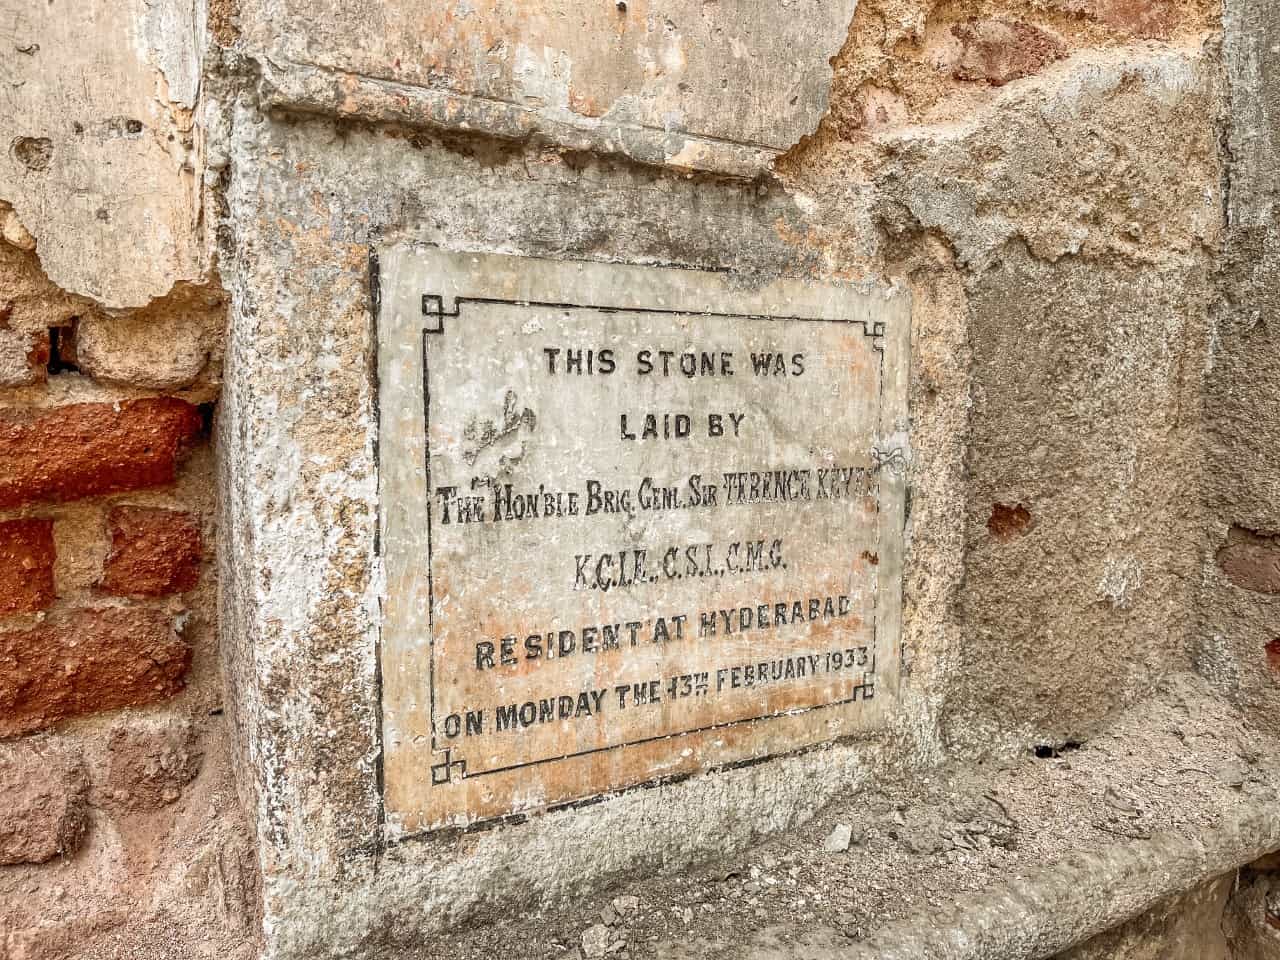 THIS STONE WAS
LAID BY
THE HON'BLE BRIG. GENL. SIR TERENCE KEYES
K.C.I.E., C.S.I., C.M.G.
RESIDENT AT HYDERABAD
ON MONDAY THE 13TH FEBRUARY 1933